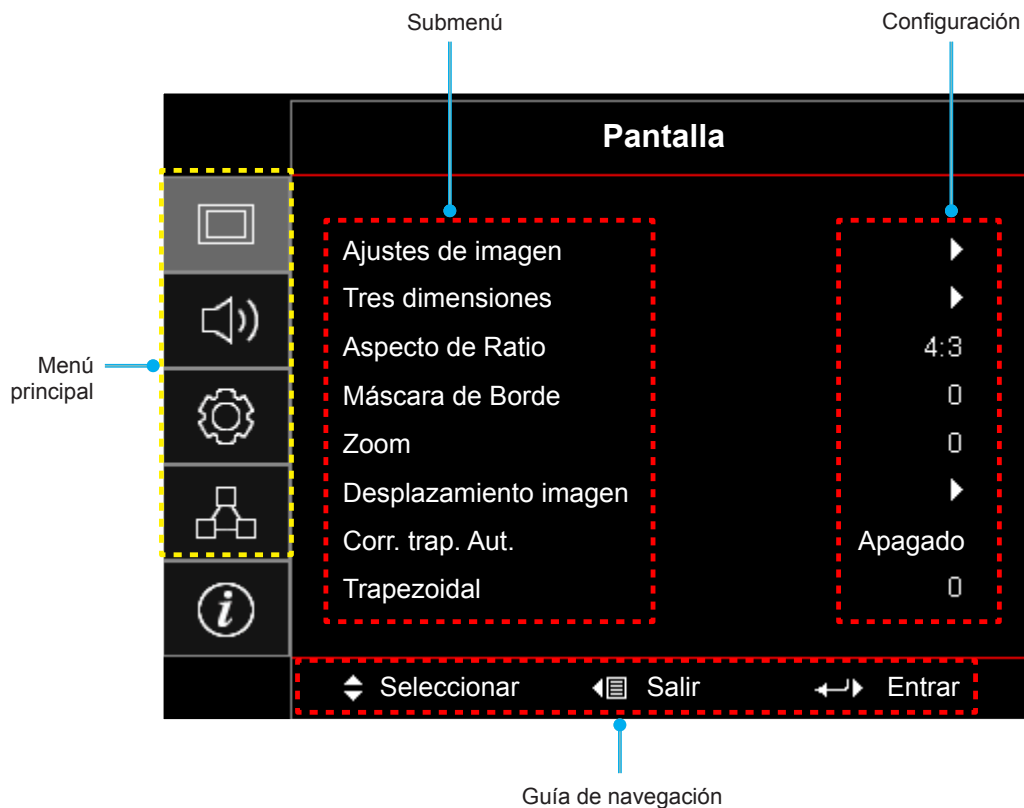 Submenú
Configuración
Pantalla
Ajustes de imagen
Tres dimensiones
Aspecto de Ratio 4:3
Máscara de Borde 0
Zoom 0
Desplazamiento imagen
Corr. trap. Aut. Apagado
Trapezoidal 0
Menú
principal
i
Seleccionar Salir Entrar
Guía de navegación